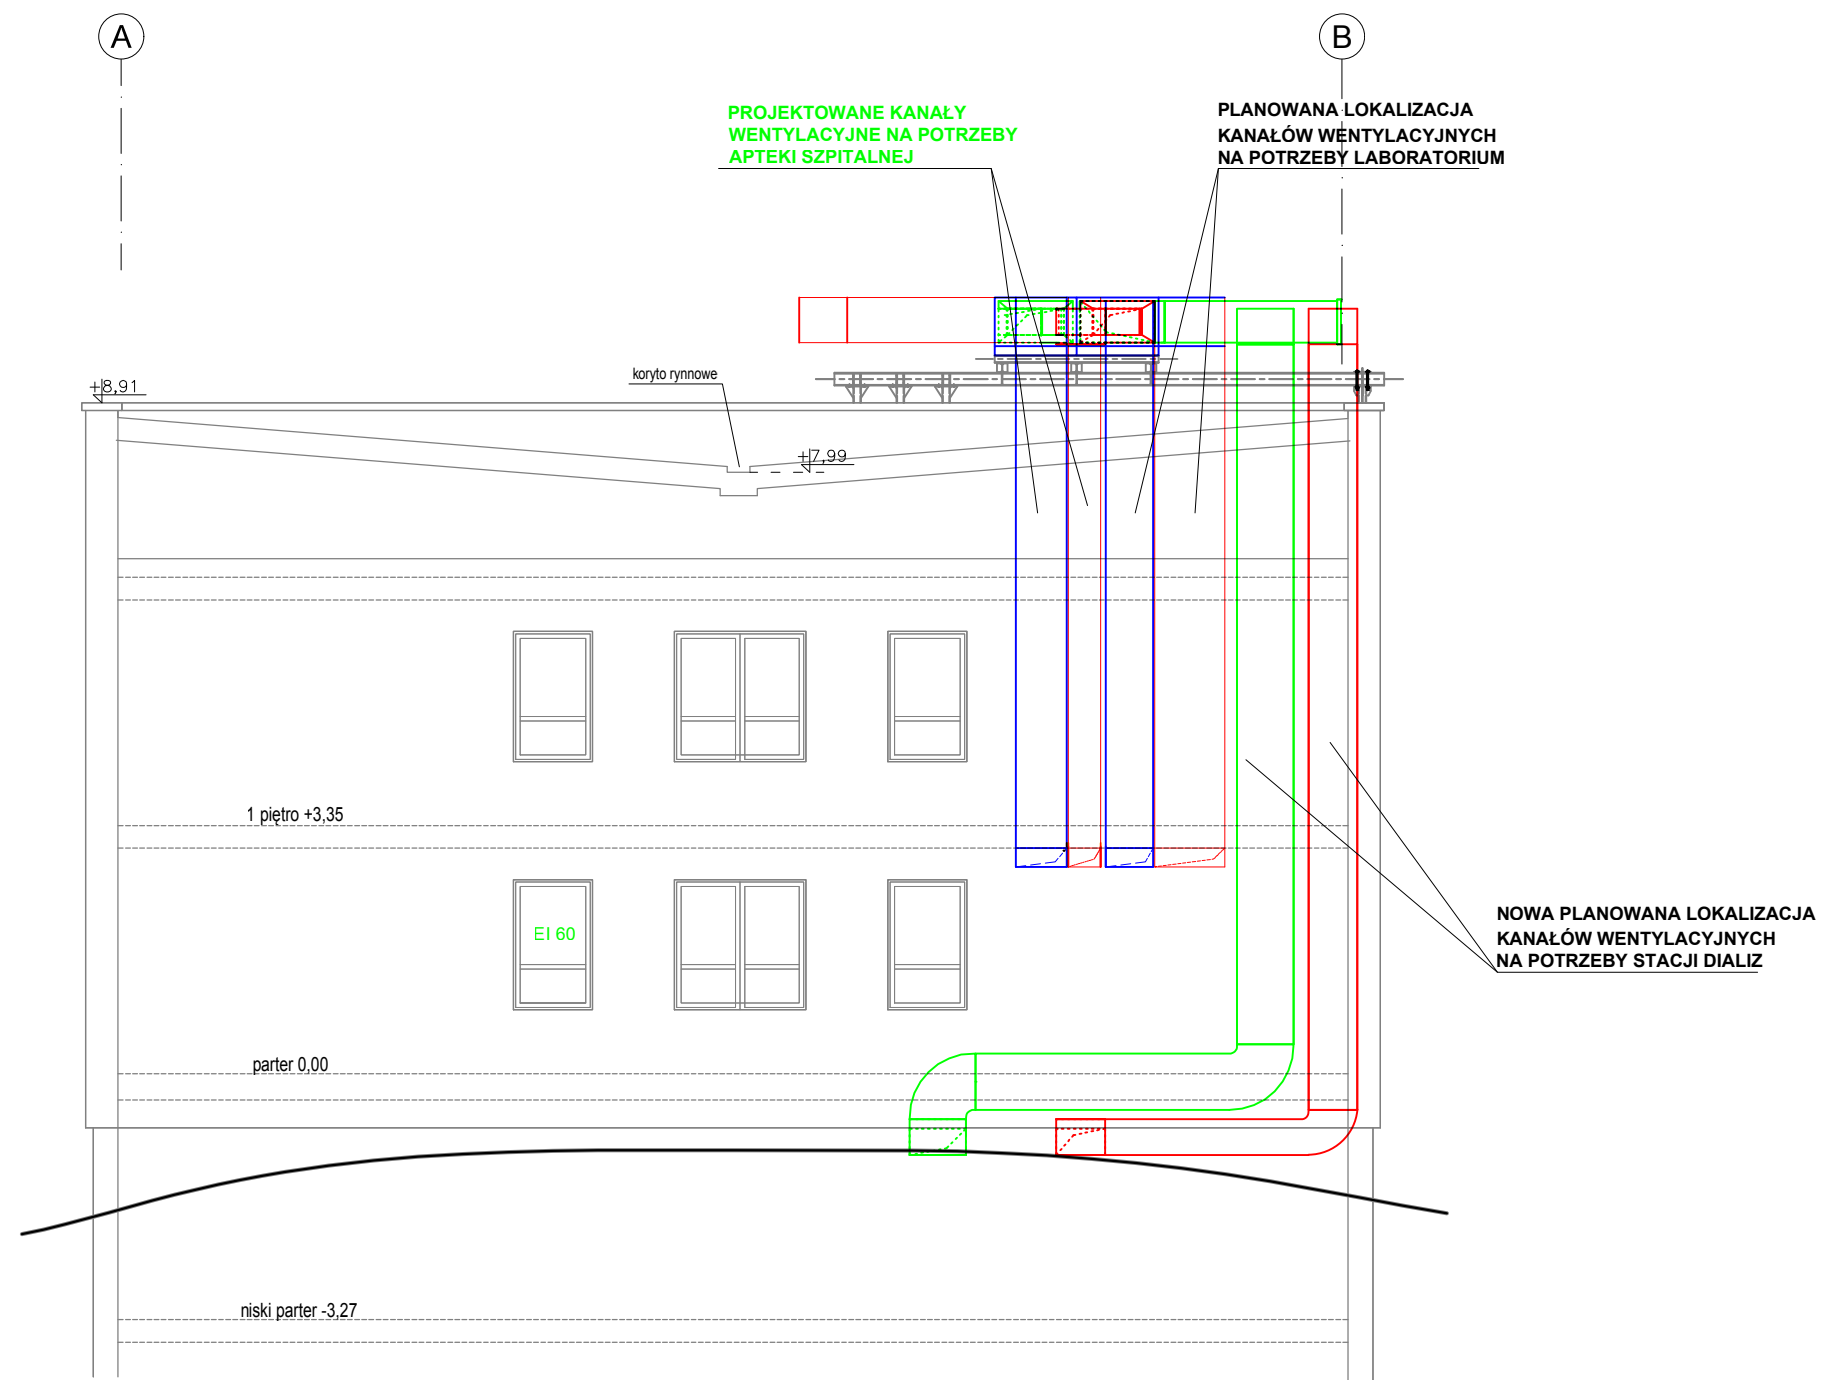 A
B
PROJEKTOWANE KANAŁY
WENTYLACYJNE NA POTRZEBY
APTEKI SZPITALNEJ
PLANOWANA LOKALIZACJA
KANAŁÓW WENTYLACYJNYCH
NA POTRZEBY LABORATORIUM
koryto rynnowe
+8,91
+7,99
1 piętro +3,35
EI 60
NOWA PLANOWANA LOKALIZACJA
KANAŁÓW WENTYLACYJNYCH
NA POTRZEBY STACJI DIALIZ
parter 0,00
niski parter -3,27